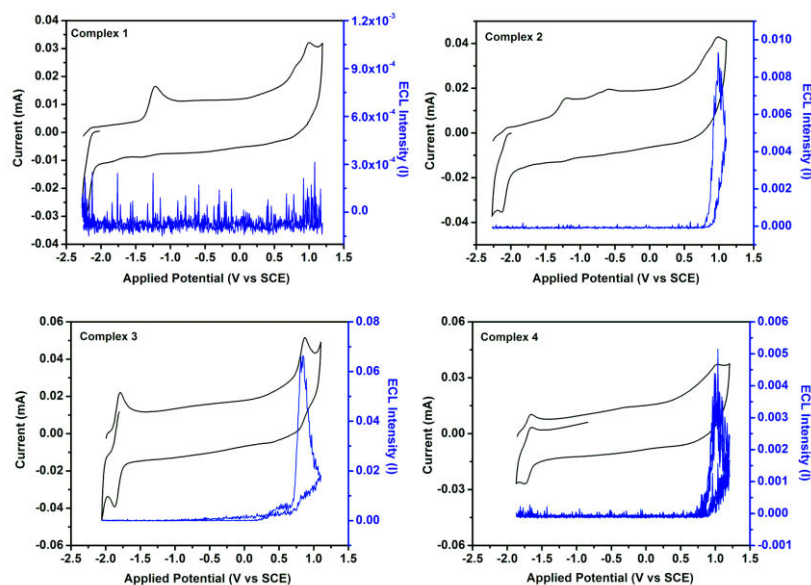 Complex 1
Current (mA)
0.04
0.03
0.02
0.01
0.00
-0.01
-0.02
-0.03
-0.04
1.2x10⁻³
9.0x10⁻⁴
6.0x10⁻⁴
3.0x10⁻⁴
0.0
ECL Intensity (I)
-2.5 -2.0 -1.5 -1.0 -0.5 0.0 0.5 1.0 1.5
Applied Potential (V vs SCE)
Complex 2
Current (mA)
0.04
0.02
0.00
-0.02
-0.04
0.010
0.008
0.006
0.004
0.002
0.000
ECL Intensity (I)
-2.5 -2.0 -1.5 -1.0 -0.5 0.0 0.5 1.0 1.5
Applied Potential (V vs SCE)
Complex 3
Current (mA)
0.06
0.04
0.02
0.00
-0.02
-0.04
-0.06
0.08
0.06
0.04
0.02
0.00
ECL Intensity (I)
-2.5 -2.0 -1.5 -1.0 -0.5 0.0 0.5 1.0 1.5
Applied Potential (V vs SCE)
Complex 4
Current (mA)
0.06
0.03
0.00
-0.03
-0.06
0.006
0.005
0.004
0.003
0.002
0.001
0.000
-0.001
ECL Intensity (I)
-2.5 -2.0 -1.5 -1.0 -0.5 0.0 0.5 1.0 1.5
Applied Potential (V vs SCE)